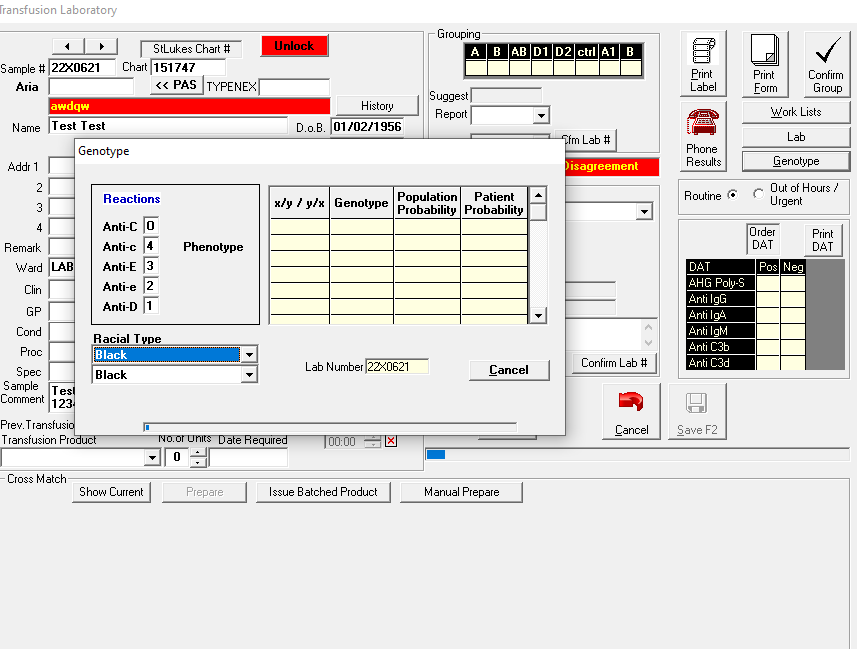 Transfusion Laboratory
StLukes Chart #
Unlock
Sample # 22X0621 Chart 151747
Aria << PAS TYPENEX
awdqw
History
Name Test Test D.o.B. 01/02/1956
Grouping
A B AB D1 D2 ctrl A1 B
Suggest
Report
Cfm Lab #
Disagreement
Print Label
Print Form
Confirm Group
Phone Results
Work Lists
Lab
Genotype
Routine
Out of Hours / Urgent
Order DAT
Print DAT
DAT Pos Neg
AHG Poly-S
Anti IgG
Anti IgA
Anti IgM
Anti C3b
Anti C3d
Addr 1
2
3
4
Remark
Ward LAB
Clin
GP
Cond
Proc
Spec
Sample Comment Test
1234
Genotype
Reactions
Anti-C 0
Anti-c 4
Anti-E 3
Anti-e 2
Anti-D 1
Phenotype
x/y / y/x Genotype Population Probability Patient Probability
Racial Type
Black
Black
Lab Number 22X0621
Cancel
Confirm Lab #
Cancel
Save F2
Prev.Transfusio
Transfusion Product No.of Units Date Required
0
00:00
Cross Match
Show Current
Prepare
Issue Batched Product
Manual Prepare